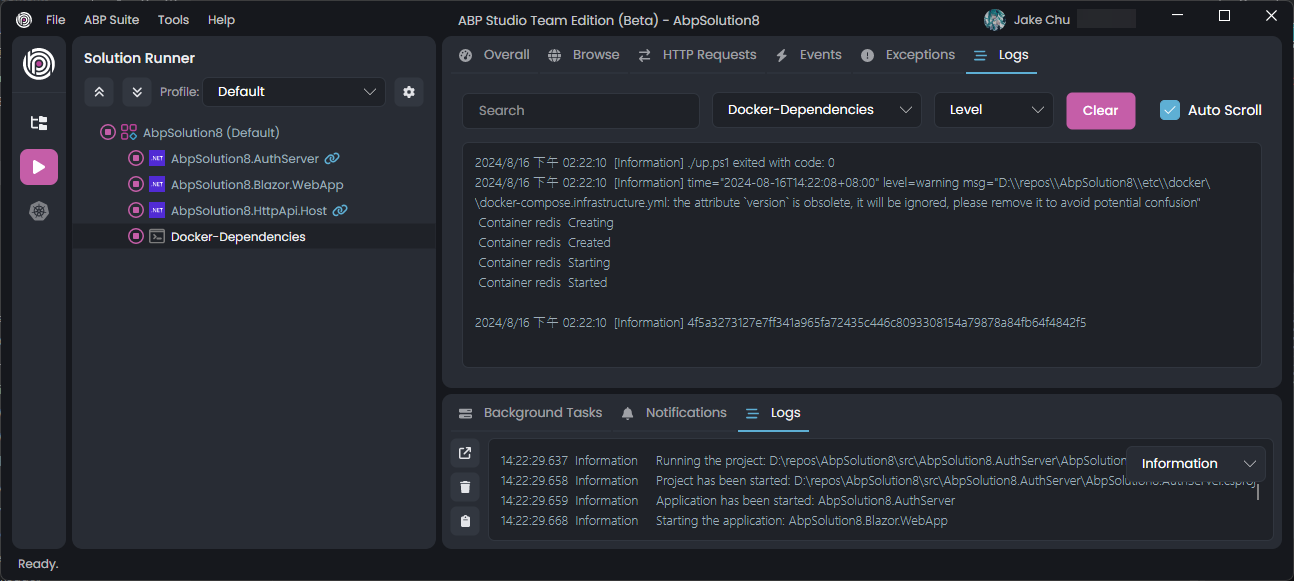 File ABP Suite Tools Help ABP Studio Team Edition (Beta) - AbpSolution8 Jake Chu
Solution Runner
Profile: Default
AbpSolution8 (Default)
.NET AbpSolution8.AuthServer
.NET AbpSolution8.Blazor.WebApp
.NET AbpSolution8.HttpApi.Host
Docker-Dependencies
Overall Browse HTTP Requests Events Exceptions Logs
Search Docker-Dependencies Level Clear Auto Scroll
2024/8/16 下午 02:22:10 [Information] ./up.ps1 exited with code: 0
2024/8/16 下午 02:22:10 [Information] time="2024-08-16T14:22:08+08:00" level=warning msg="D:\\repos\\AbpSolution8\\etc\\docker\
\docker-compose.infrastructure.yml: the attribute `version` is obsolete, it will be ignored, please remove it to avoid potential confusion"
Container redis Creating
Container redis Created
Container redis Starting
Container redis Started
2024/8/16 下午 02:22:10 [Information] 4f5a3273127e7ff341a965fa72435c446c8093308154a79878a84fb64f4842f5
Background Tasks Notifications Logs
Information
14:22:29.637 Information Running the project: D:\repos\AbpSolution8\src\AbpSolution8.AuthServer\AbpSolution
14:22:29.658 Information Project has been started: D:\repos\AbpSolution8\src\AbpSolution8.AuthServer\AbpSolution8.AuthServer.csproj
14:22:29.659 Information Application has been started: AbpSolution8.AuthServer
14:22:29.668 Information Starting the application: AbpSolution8.Blazor.WebApp
Ready.